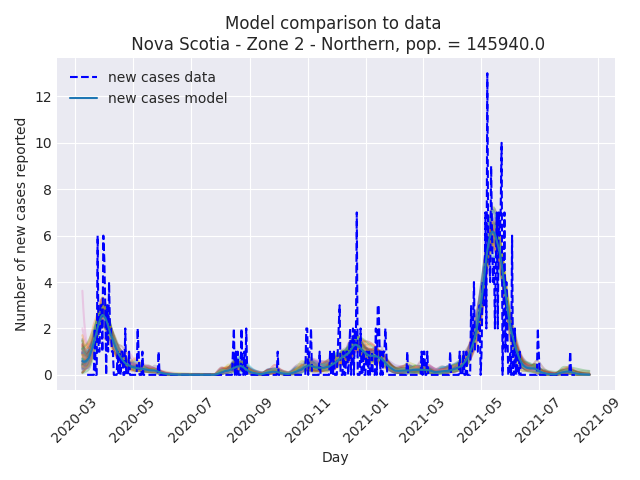 Model comparison to data
Nova Scotia - Zone 2 - Northern, pop. = 145940.0
new cases data
new cases model
Number of new cases reported
12
10
8
6
4
2
0
2020-03
2020-05
2020-07
2020-09
2020-11
2021-01
2021-03
2021-05
2021-07
2021-09
Day